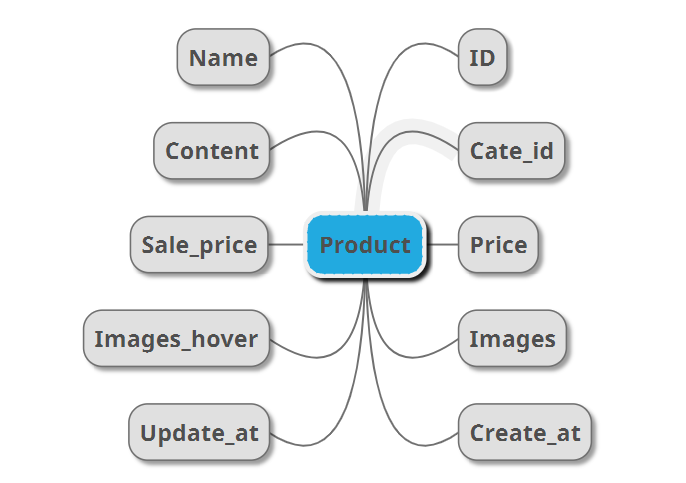 Name
ID
Content
Cate_id
Sale_price
Product
Price
Images_hover
Images
Update_at
Create_at